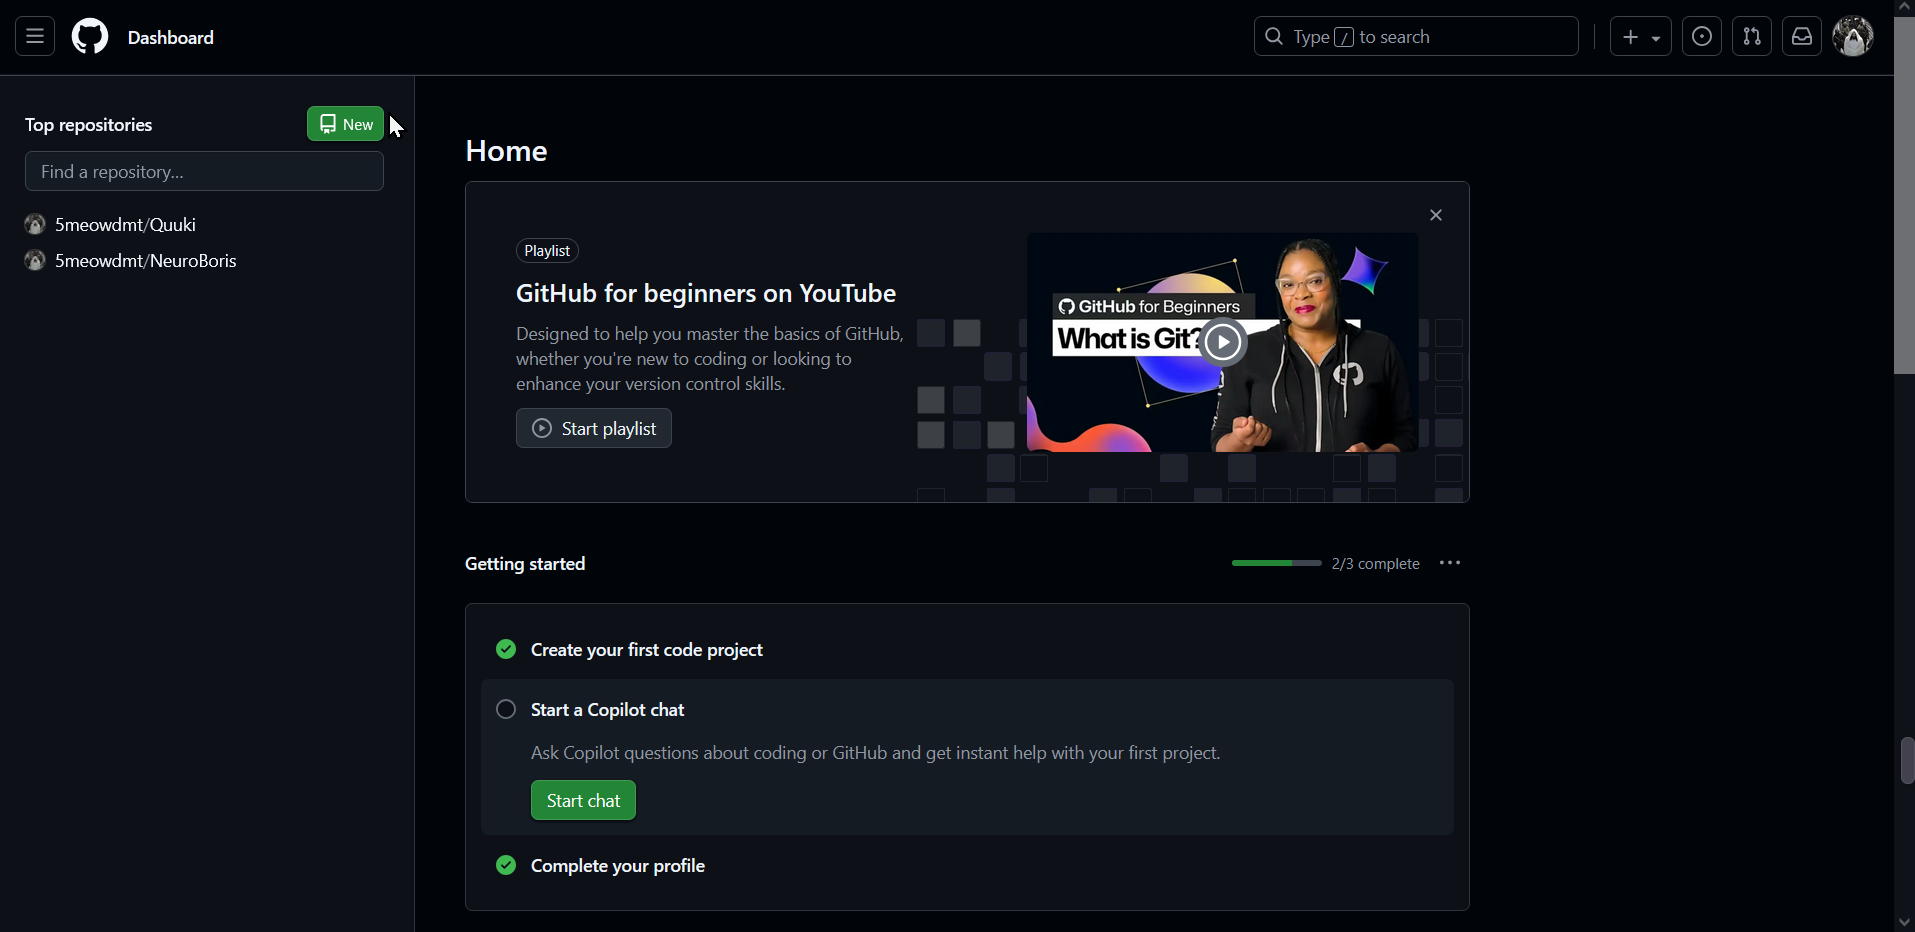 Dashboard
Type / to search
Top repositories
New
Find a repository...
5meowdmt/Quuki
5meowdmt/NeuroBoris
Home
Playlist
GitHub for beginners on YouTube
Designed to help you master the basics of GitHub,
whether you're new to coding or looking to
enhance your version control skills.
Start playlist
GitHub for Beginners
What is Git?
Getting started
2/3 complete
Create your first code project
Start a Copilot chat
Ask Copilot questions about coding or GitHub and get instant help with your first project.
Start chat
Complete your profile